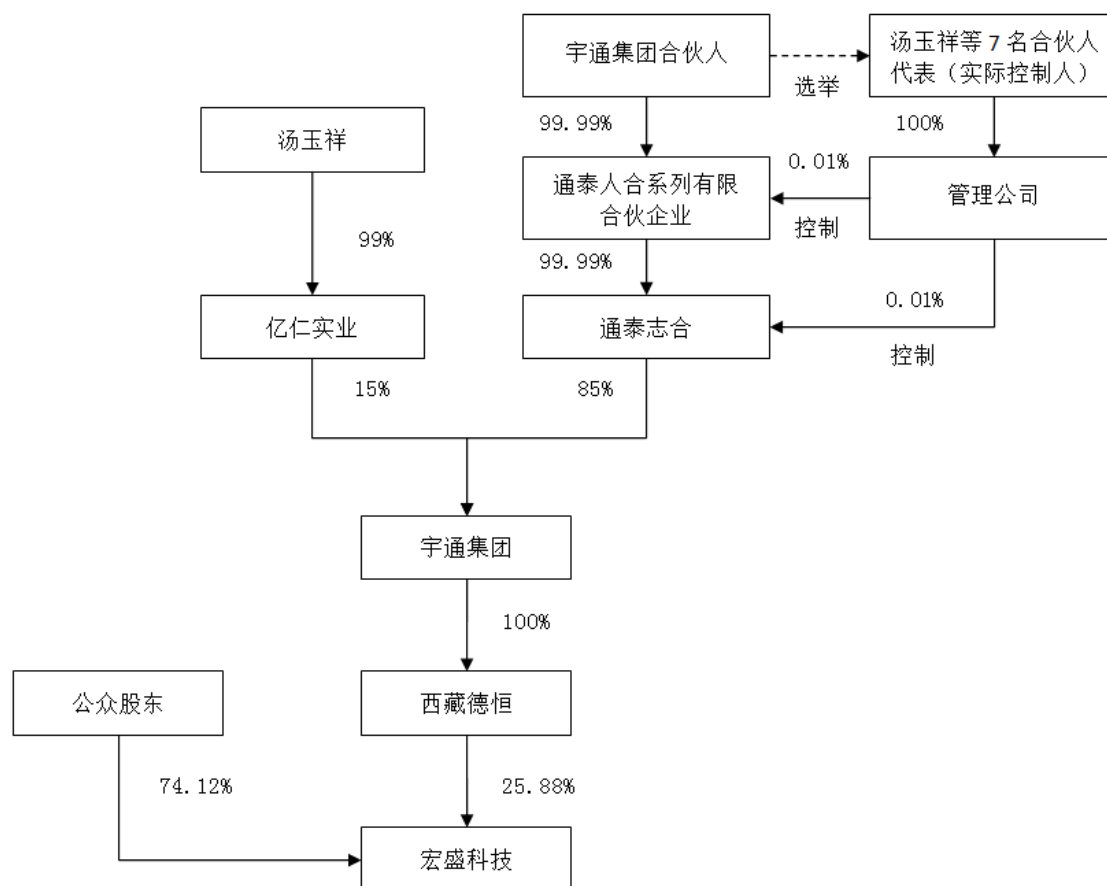 宇通集团合伙人
选举
汤玉祥等 7 名合伙人
代表（实际控制人）
99.99%
100%
汤玉祥
0.01%
通泰人合系列有限
合伙企业
控制
管理公司
99%
99.99%
0.01%
亿仁实业
通泰志合
控制
15%
85%
宇通集团
100%
公众股东
西藏德恒
74.12%
25.88%
宏盛科技